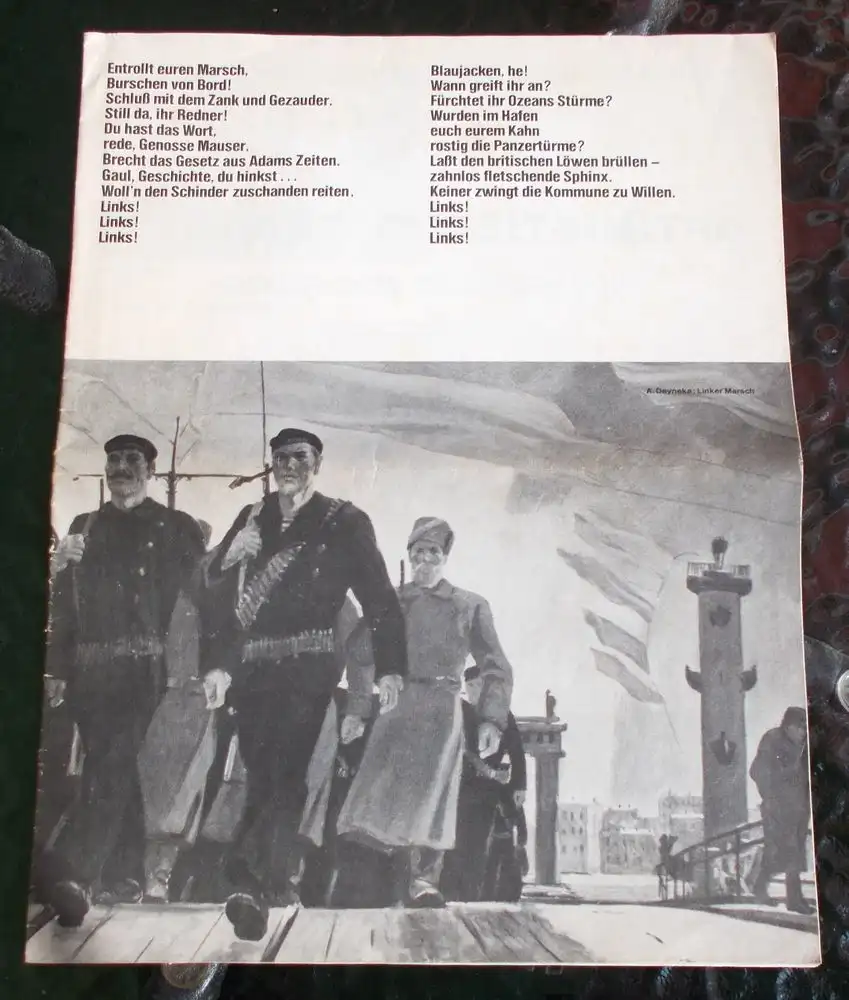 Entrollt euren Marsch,
Burschen von Bord!
Schluß mit dem Zank und Gezauder.
Still da, ihr Redner!
Du hast das Wort,
rede, Genosse Mauser.
Brecht das Gesetz aus Adams Zeiten.
Gaul, Geschichte, du hinkst . . .
Woll'n den Schinder zuschanden reiten.
Links!
Links!
Links!
Blaujacken, he!
Wann greift ihr an?
Fürchtet ihr Ozeans Stürme?
Wurden im Hafen
euch eurem Kahn
rostig die Panzertürme?
Laßt den britischen Löwen brüllen –
zahnlos fletschende Sphinx.
Keiner zwingt die Kommune zu Willen.
Links!
Links!
Links!
A. Deyneka: Linker Marsch